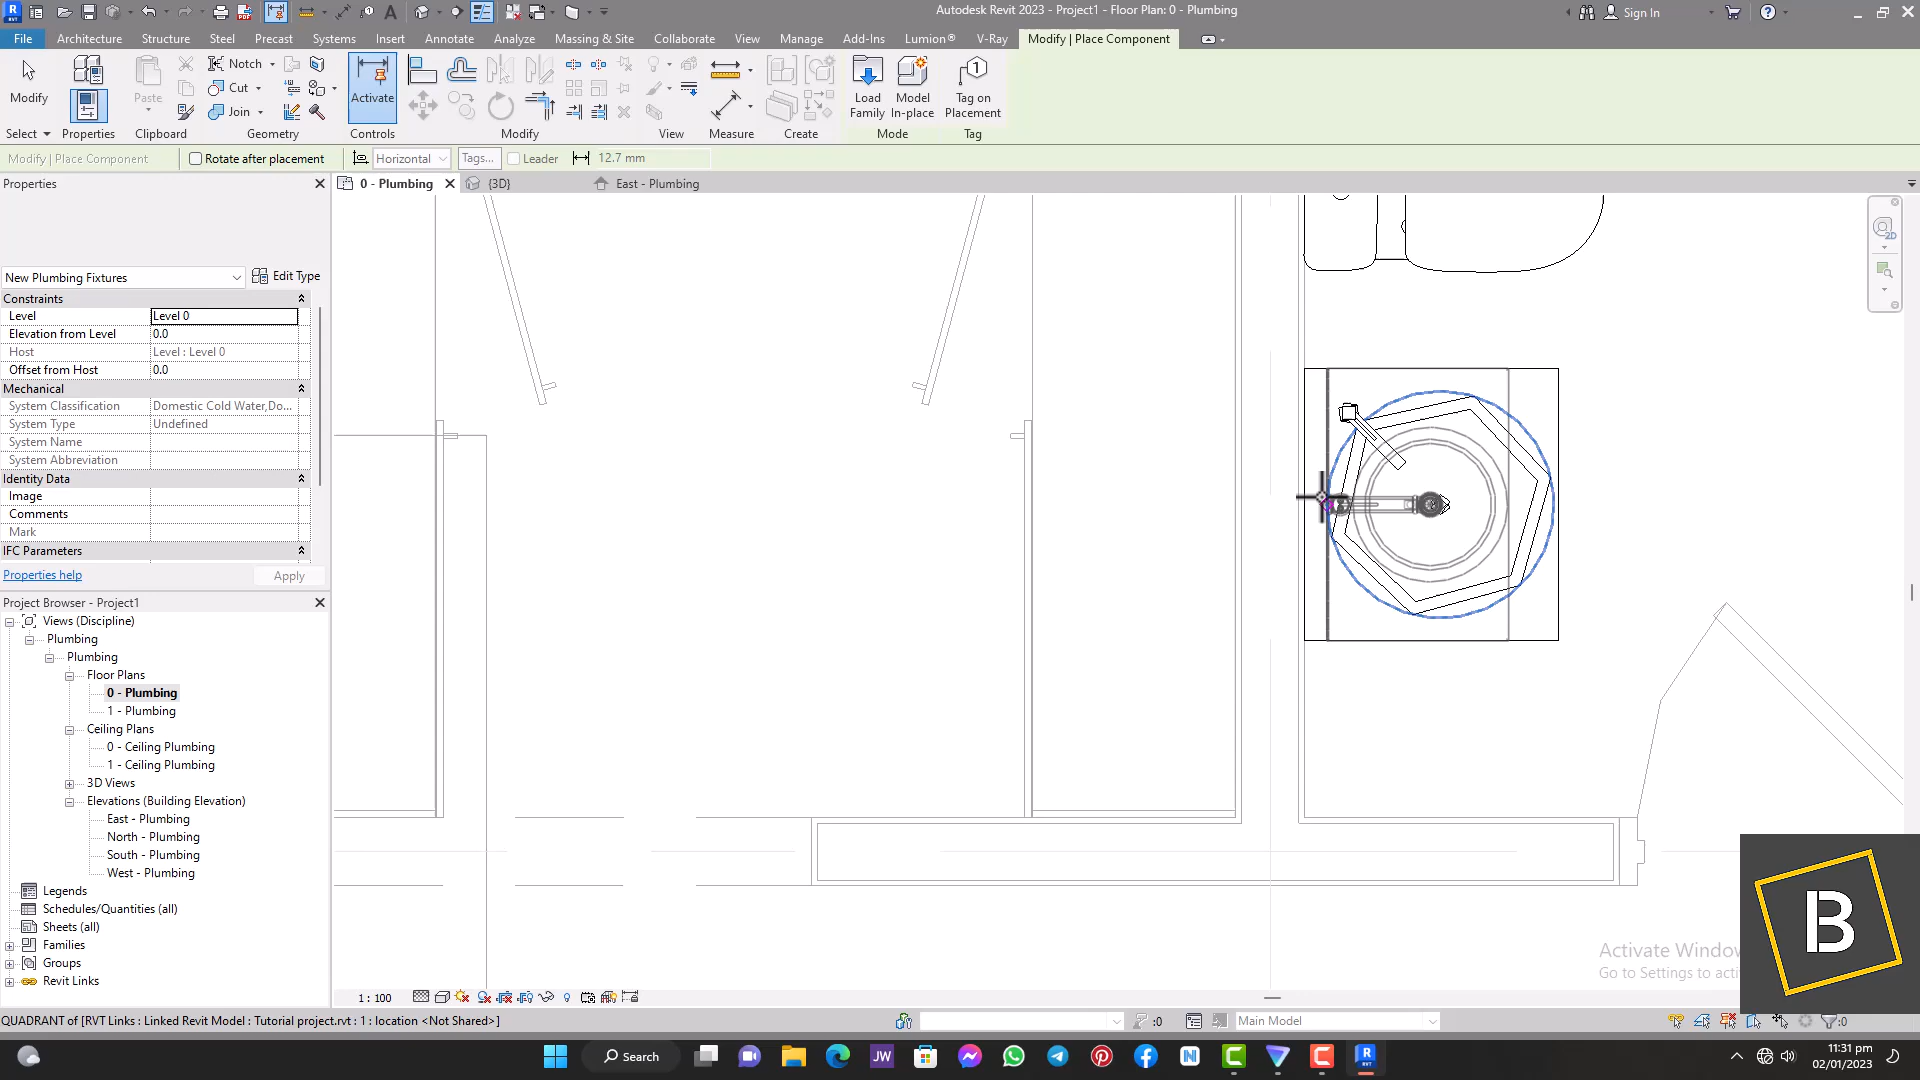 Autodesk Revit 2023 - Project1 - Floor Plan: 0 - Plumbing
Sign In
File Architecture Structure Steel Precast Systems Insert Annotate Analyze Massing & Site Collaborate View Manage Add-Ins Lumion® V-Ray Modify | Place Component
Modify
Paste
Notch
Cut
Join
Activate
Load Family
Model In-place
Tag on Placement
Select Properties Clipboard Geometry Controls Modify View Measure Create Mode Tag
Modify | Place Component Rotate after placement Horizontal Tags... Leader 12.7 mm
Properties
0 - Plumbing {3D} East - Plumbing
New Plumbing Fixtures Edit Type
Constraints
Level Level 0
Elevation from Level 0.0
Host Level : Level 0
Offset from Host 0.0
Mechanical
System Classification Domestic Cold Water,Do...
System Type Undefined
System Name
System Abbreviation
Identity Data
Image
Comments
Mark
IFC Parameters
Properties help Apply
Project Browser - Project1
Views (Discipline)
Plumbing
Plumbing
Floor Plans
0 - Plumbing
1 - Plumbing
Ceiling Plans
0 - Ceiling Plumbing
1 - Ceiling Plumbing
3D Views
Elevations (Building Elevation)
East - Plumbing
North - Plumbing
South - Plumbing
West - Plumbing
Legends
Schedules/Quantities (all)
Sheets (all)
Families
Groups
Revit Links
Activate Window
Go to Settings to acti
B
1 : 100
QUADRANT of [RVT Links : Linked Revit Model : Tutorial project.rvt : 1 : location <Not Shared>]
:0 Main Model :0
Search
JW
11:31 pm
02/01/2023